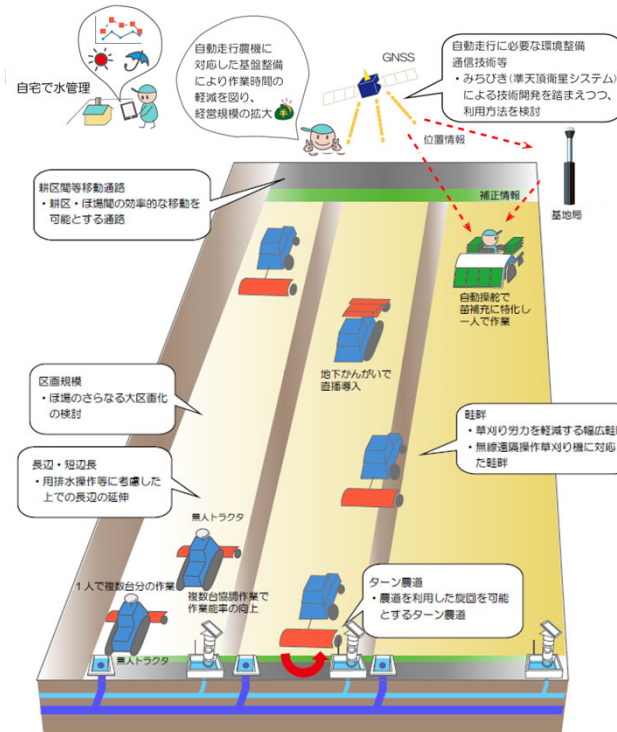 自宅で水管理
自動走行農機に
対応した基盤整備
により作業時間の
軽減を図り、
経営規模の拡大
GNSS
自動走行に必要な環境整備
通信技術等
・みちびき(準天頂衛星システム)
による技術開発を踏まえつつ、
利用方法を検討
位置情報
補正情報
基地局
耕区間等移動通路
・耕区・ほ場間の効率的な移動を
可能とする通路
自動操舵で
苗補充に特化し
一人で作業
地下かんがいで
直播導入
区画規模
・ほ場のさらなる大区画化
の検討
畦畔
・草刈り労力を軽減する幅広畦
・無線遠隔操作草刈り機に対応
た畦畔
長辺・短辺長
・用排水操作等に考慮した
上での長辺の延伸
無人トラクタ
1人で複数台分の作業
複数台協調作業で
作業能率の向上
無人トラクタ
ターン農道
・農道を利用した旋回を可能
とするターン農道